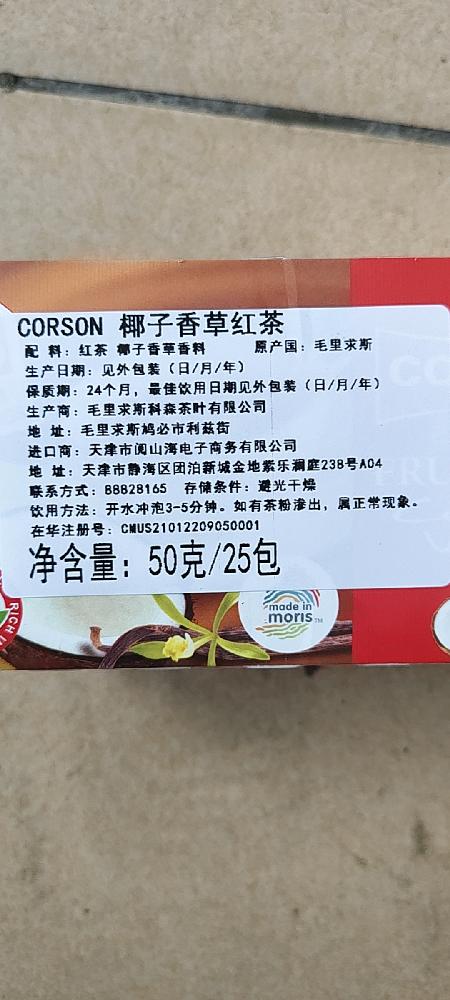 CORSON 椰子香草红茶
配 料：红茶 椰子香草香料 原产国：毛里求斯
生产日期：见外包装（日/月/年）
保质期：24个月，最佳饮用日期见外包装（日/月/年）
生产商：毛里求斯科森茶叶有限公司
地 址：毛里求斯鸠必市利兹街
进口商：天津市阅山海电子商务有限公司
地 址：天津市静海区团泊新城金地紫乐澜庭238号A04
联系方式：88828165 存储条件：避光干燥
饮用方法：开水冲泡3-5分钟。如有茶粉渗出，属正常现象。
在华注册号：CMUS21012209050001
净含量：50克/25包
made in
moris TM
RICH